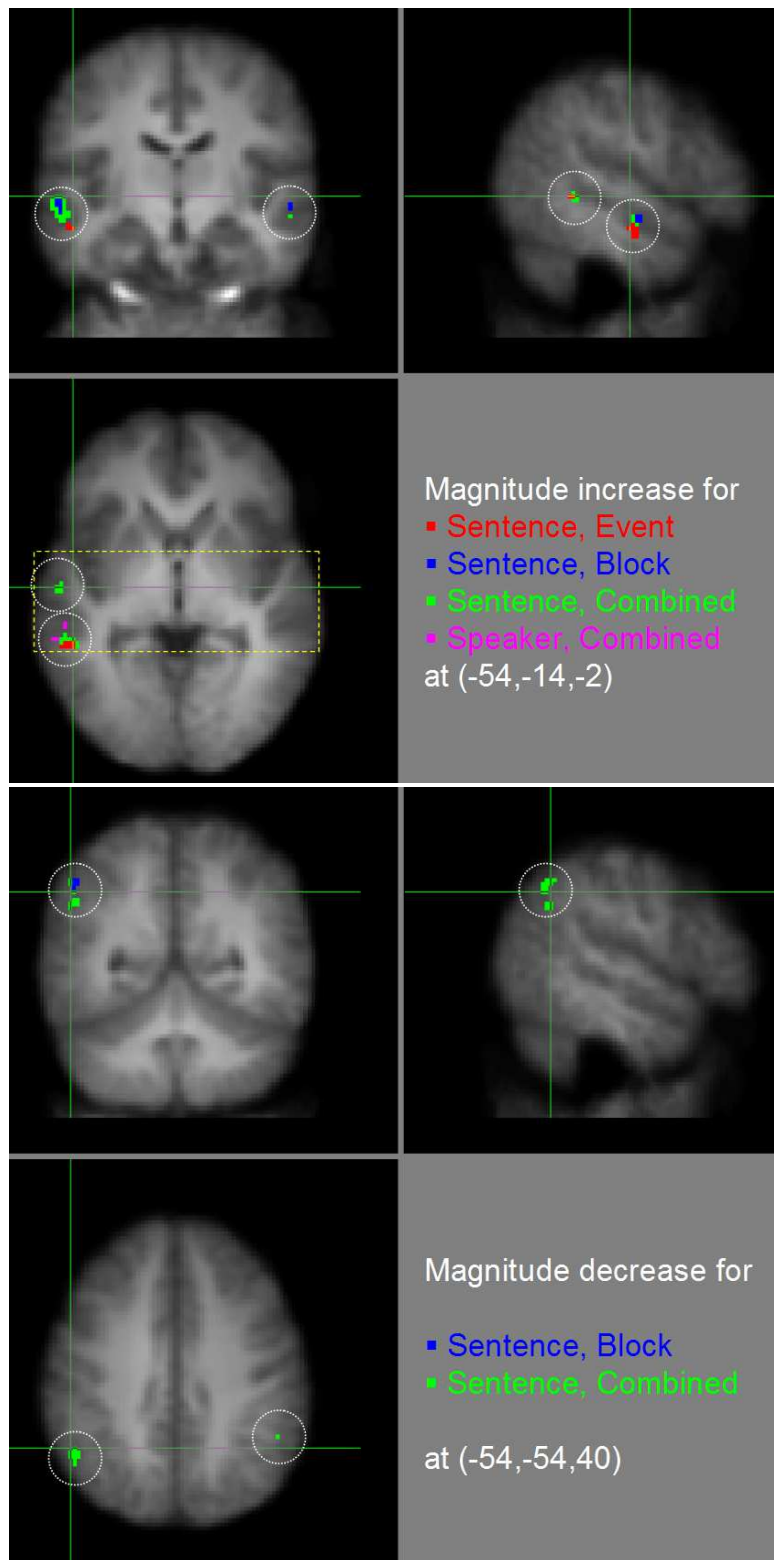 Magnitude increase for
▪ Sentence, Event
▪ Sentence, Block
▪ Sentence, Combined
▪ Speaker, Combined
at (-54,-14,-2)
Magnitude decrease for
▪ Sentence, Block
▪ Sentence, Combined
at (-54,-54,40)